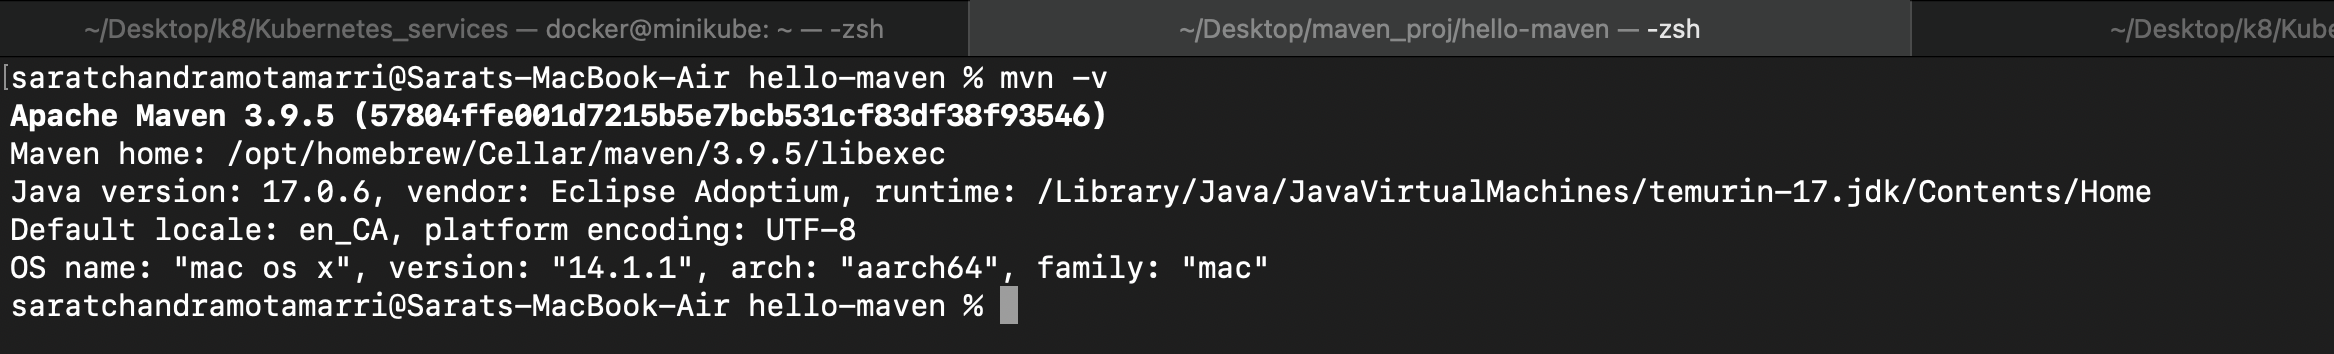 ~/Desktop/k8/Kubernetes_services — docker@minikube: ~ — -zsh
~/Desktop/maven_proj/hello-maven — -zsh
~/Desktop/k8/Kube
[saratchandramotamarri@Sarats-MacBook-Air hello-maven % mvn -v
Apache Maven 3.9.5 (57804ffe001d7215b5e7bcb531cf83df38f93546)
Maven home: /opt/homebrew/Cellar/maven/3.9.5/libexec
Java version: 17.0.6, vendor: Eclipse Adoptium, runtime: /Library/Java/JavaVirtualMachines/temurin-17.jdk/Contents/Home
Default locale: en_CA, platform encoding: UTF-8
OS name: "mac os x", version: "14.1.1", arch: "aarch64", family: "mac"
saratchandramotamarri@Sarats-MacBook-Air hello-maven %